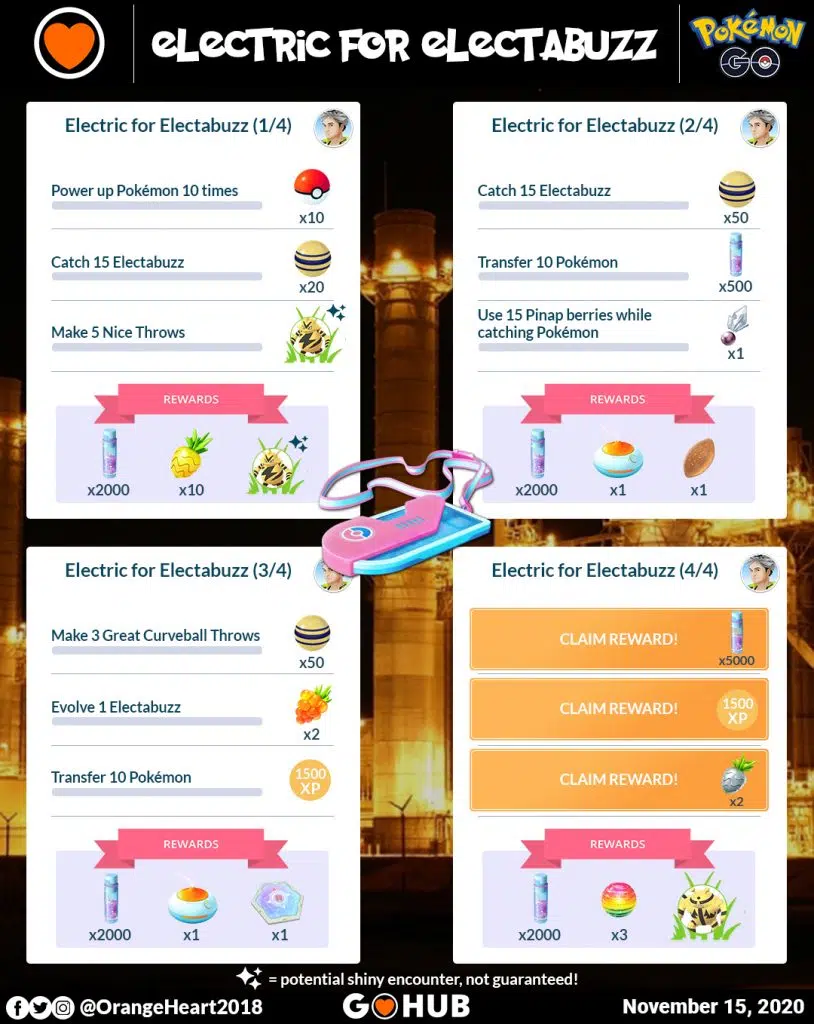 ELECTRIC FOR ELECTABUZZ
POKÉMON
GO
Electric for Electabuzz (1/4)
Power up Pokémon 10 times
x10
Catch 15 Electabuzz
x20
Make 5 Nice Throws
REWARDS
x2000
x10
Electric for Electabuzz (2/4)
Catch 15 Electabuzz
x50
Transfer 10 Pokémon
x500
Use 15 Pinap berries while
catching Pokémon
x1
REWARDS
x2000
x1
x1
Electric for Electabuzz (3/4)
Make 3 Great Curveball Throws
x50
Evolve 1 Electabuzz
x2
Transfer 10 Pokémon
1500
XP
REWARDS
x2000
x1
x1
Electric for Electabuzz (4/4)
CLAIM REWARD!
x5000
CLAIM REWARD!
1500
XP
CLAIM REWARD!
x2
REWARDS
x2000
x3
= potential shiny encounter, not guaranteed!
@OrangeHeart2018
GOHUB
November 15, 2020